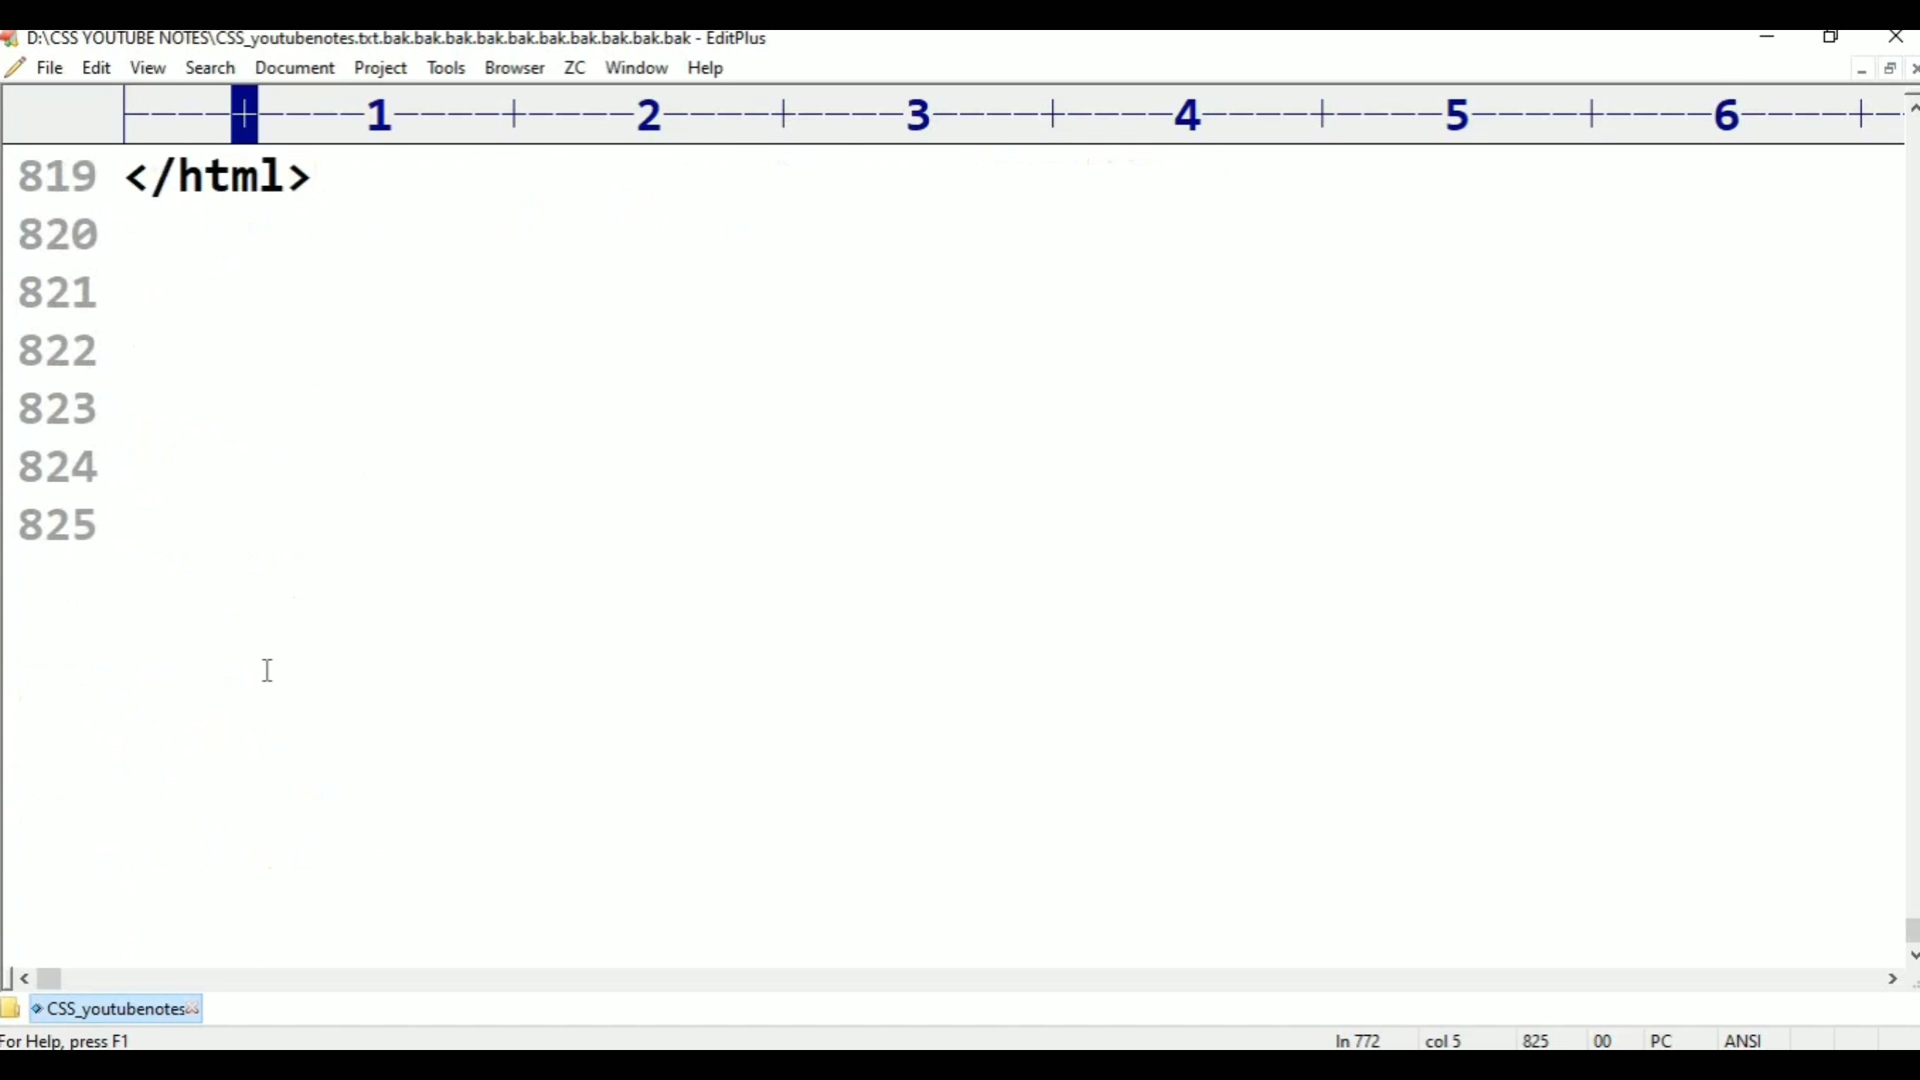 D:\CSS YOUTUBE NOTES\CSS_youtubenotes.txt.bak.bak.bak.bak.bak.bak.bak.bak.bak.bak - EditPlus
File Edit View Search Document Project Tools Browser ZC Window Help
1 2 3 4 5 6
819 </html>
820
821
822
823
824
825
CSS_youtubenotes
For Help, press F1 ln 772 col 5 825 00 PC ANSI